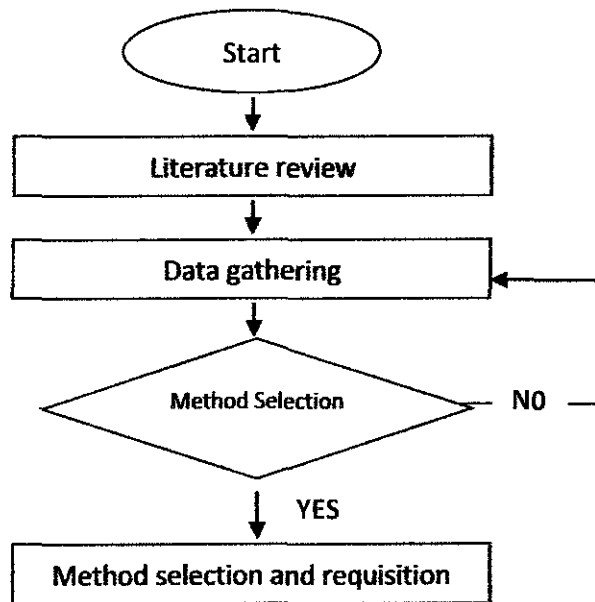 Start
Literature review
Data gathering
Method Selection
N0
YES
Method selection and requisition